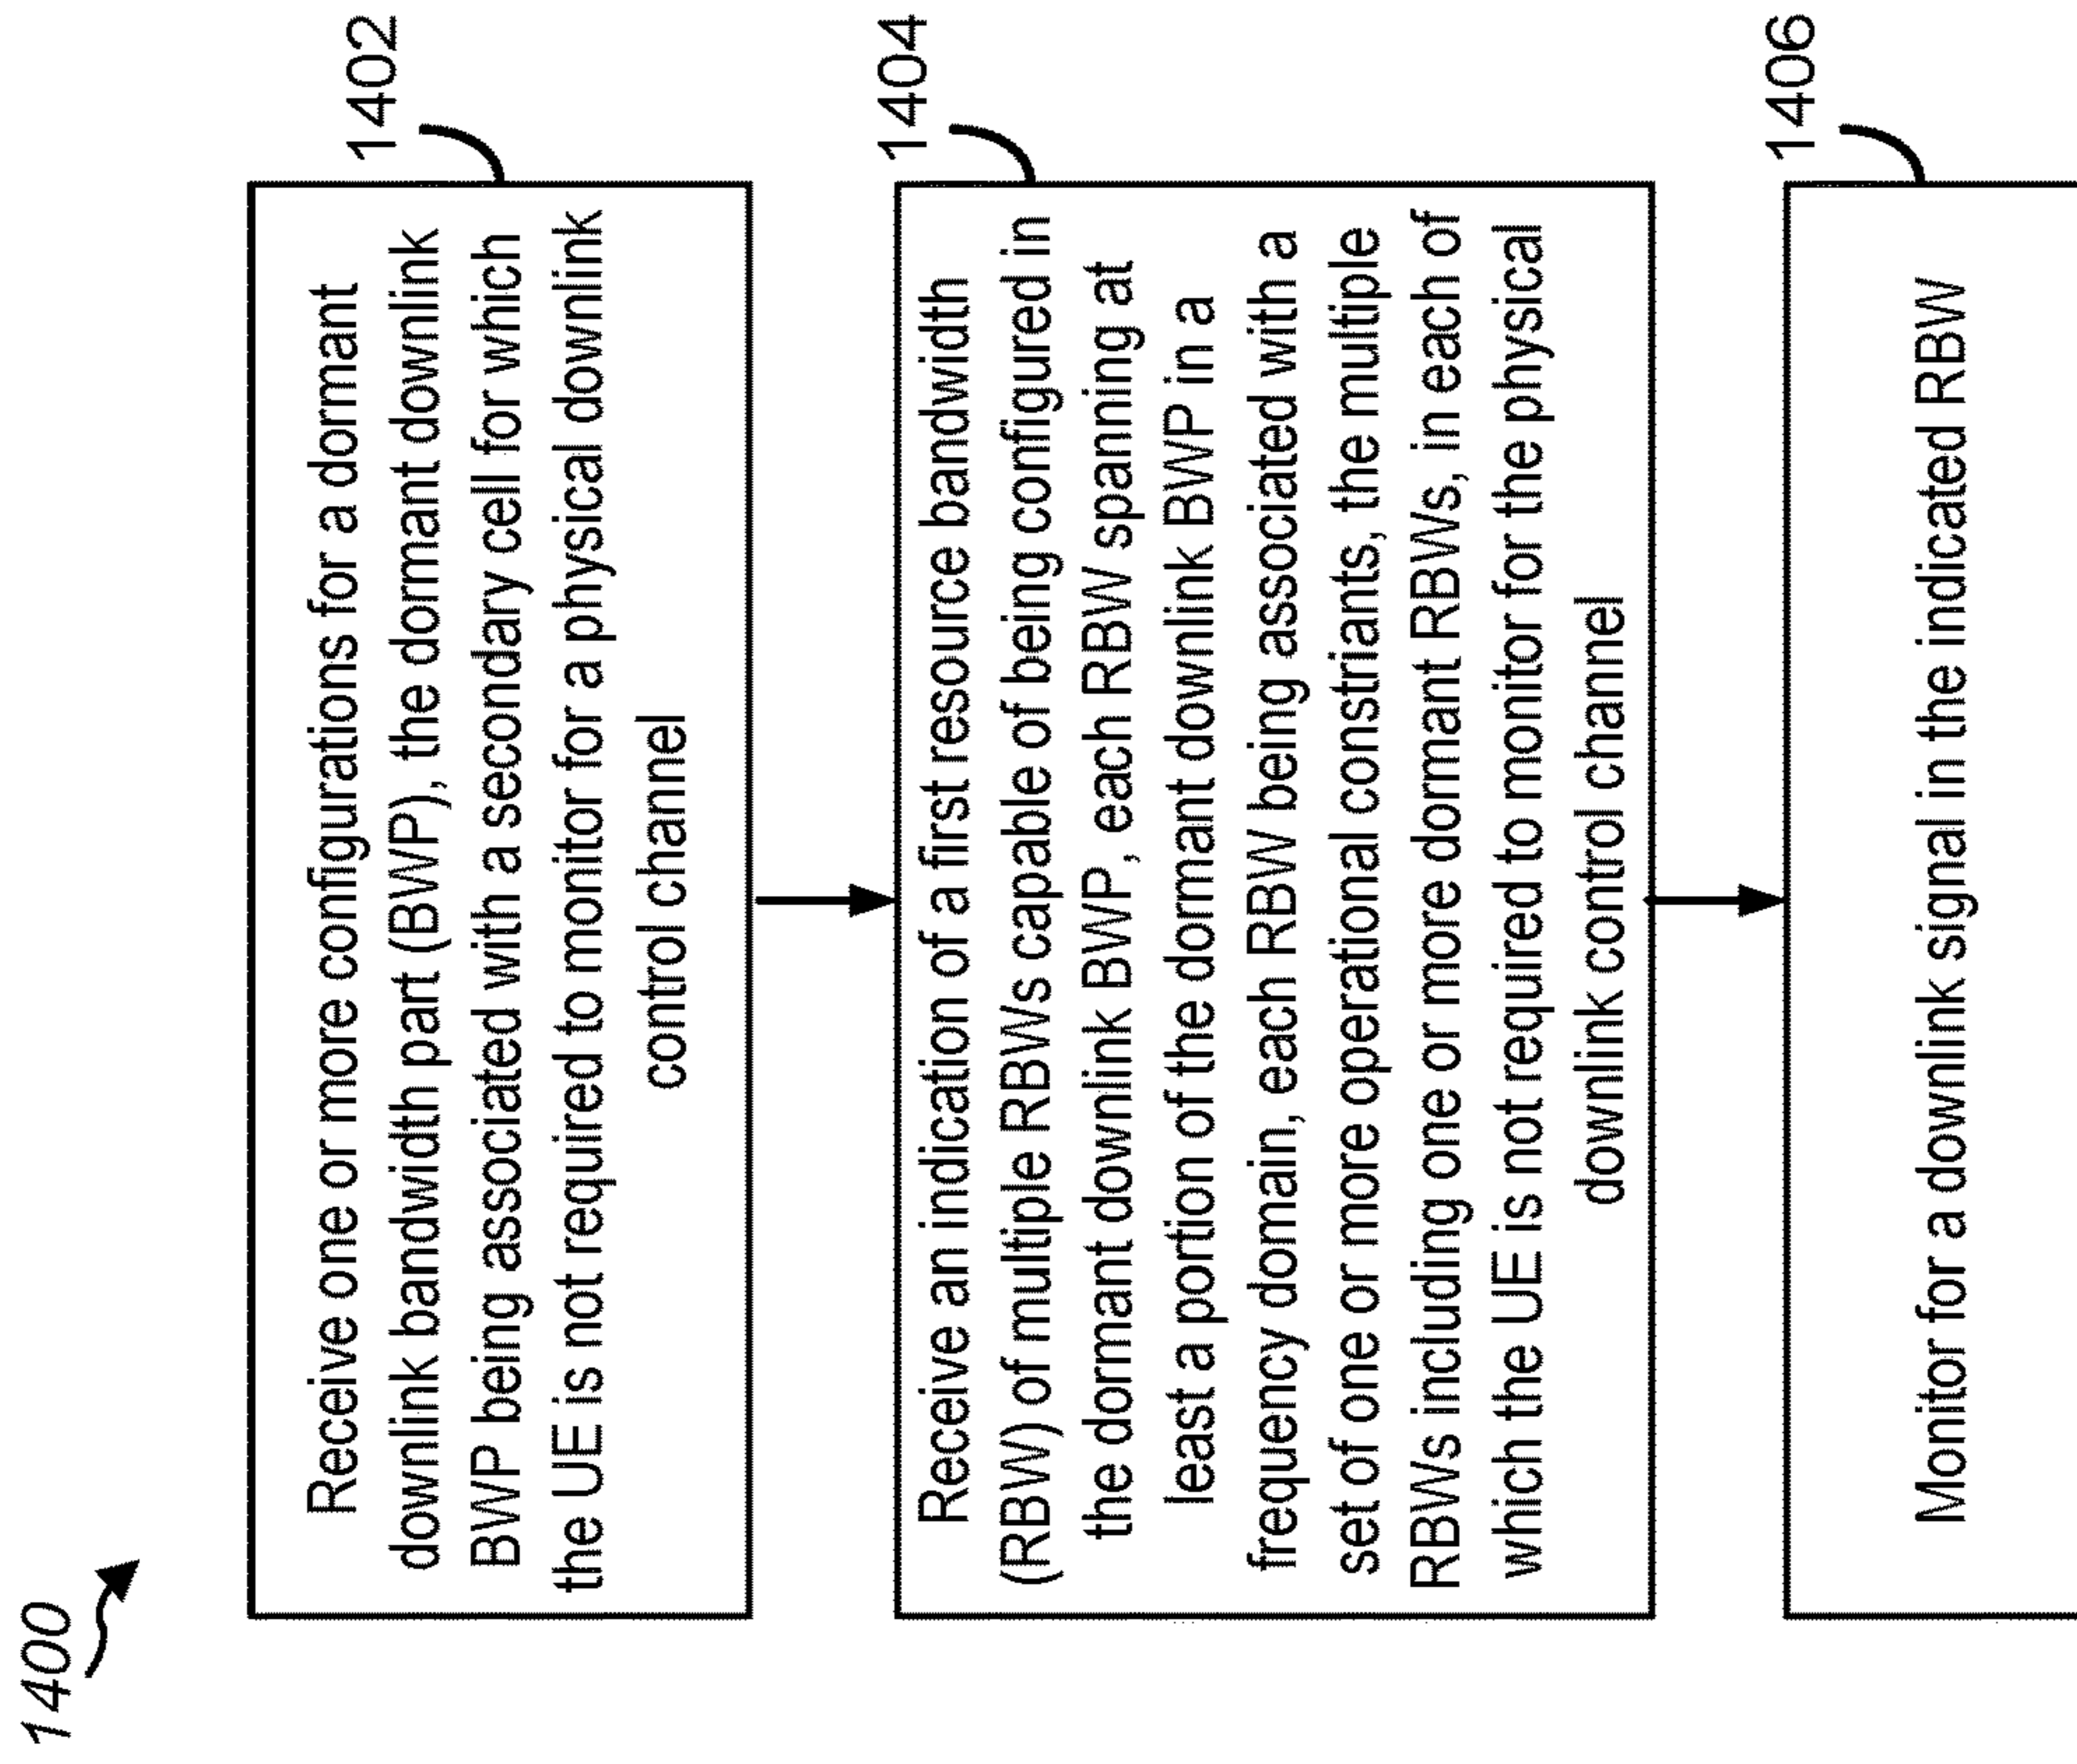 1400
1402
Receive one or more configurations for a dormant
downlink bandwidth part (BWP), the dormant downlink
BWP being associated with a secondary cell for which
the UE is not required to monitor for a physical downlink
control channel
1404
Receive an indication of a first resource bandwidth
(RBW) of multiple RBWs capable of being configured in
the dormant downlink BWP, each RBW spanning at
least a portion of the dormant downlink BWP in a
frequency domain, each RBW being associated with a
set of one or more operational constriants, the multiple
RBWs including one or more dormant RBWs, in each of
which the UE is not required to monitor for the physical
downlink control channel
1406
Monitor for a downlink signal in the indicated RBW